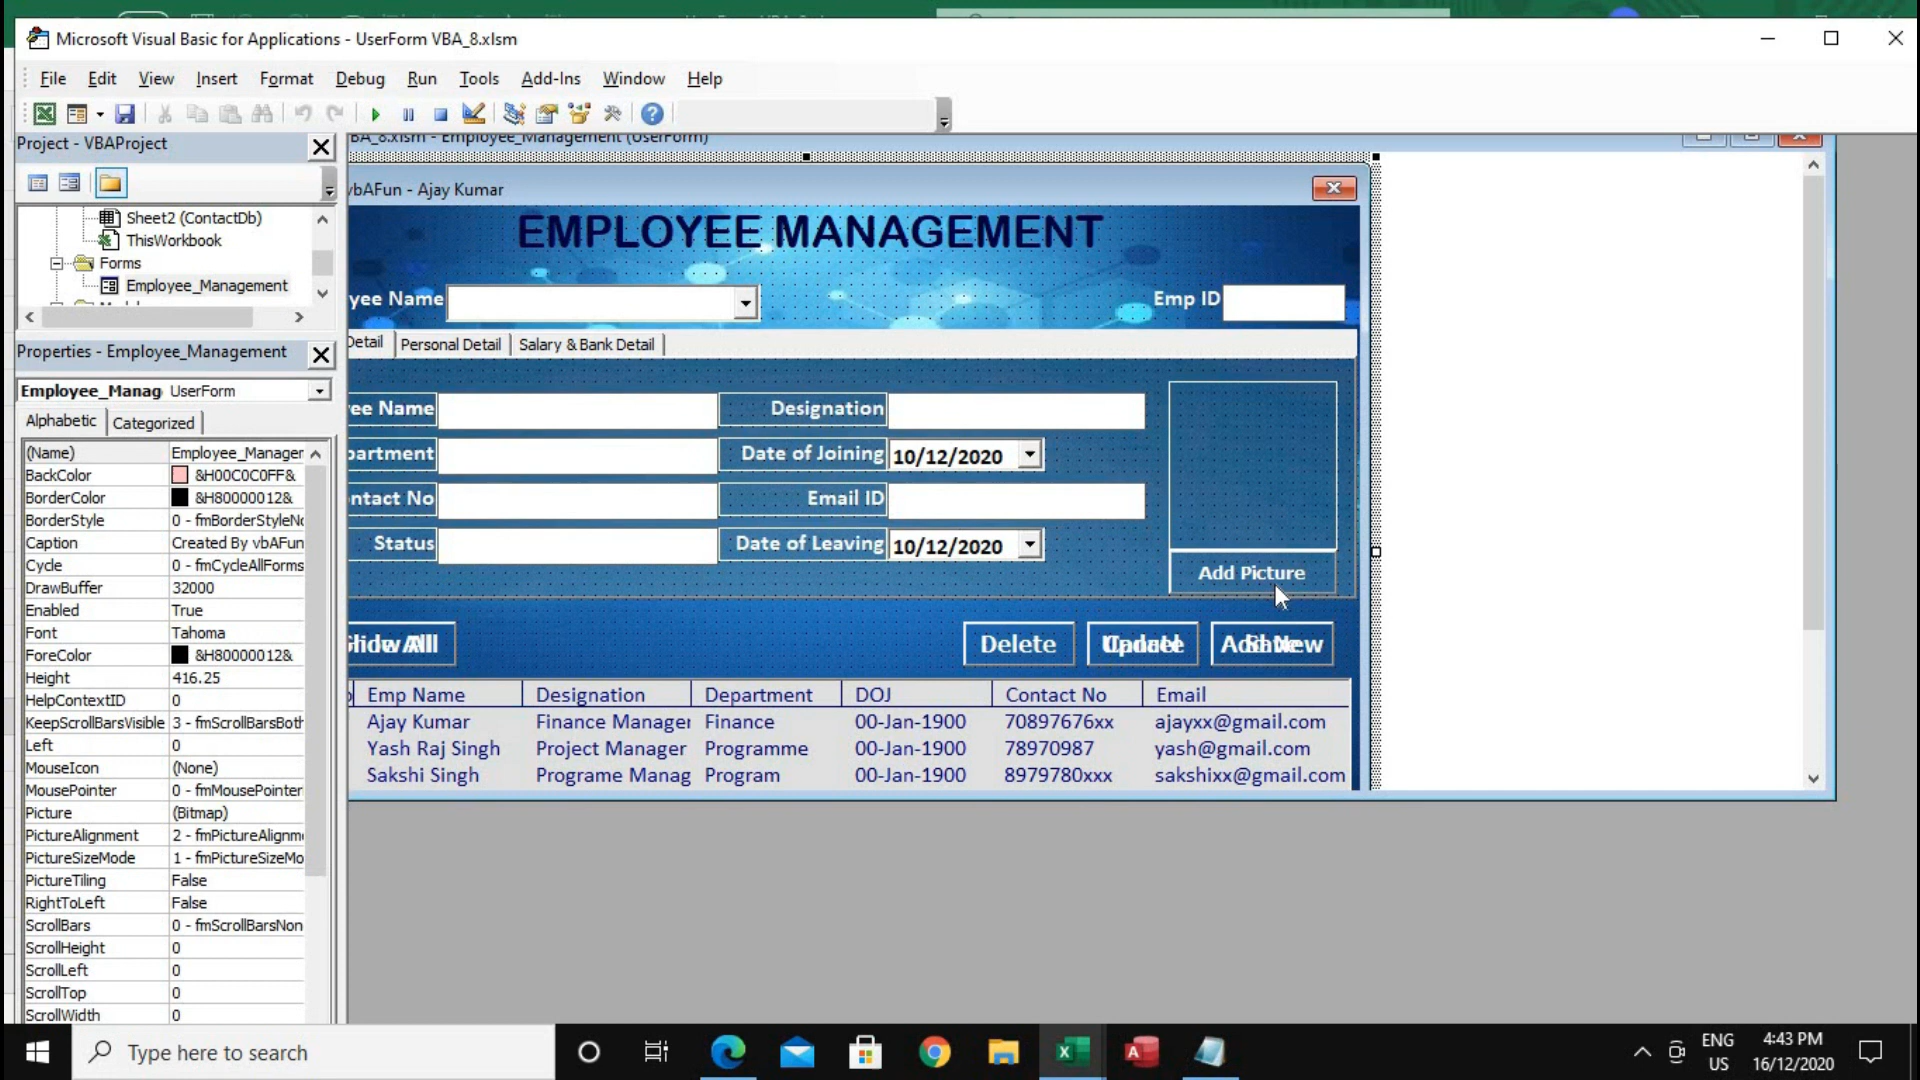 Microsoft Visual Basic for Applications - UserForm VBA_8.xlsm
File Edit View Insert Format Debug Run Tools Add-Ins Window Help
Project - VBAProject
BA_8.xlsm - Employee_Management (UserForm)
vbAFun - Ajay Kumar
Sheet2 (ContactDb)
ThisWorkbook
Forms
Employee_Management
EMPLOYEE MANAGEMENT
yee Name
Emp ID
Detail Personal Detail Salary & Bank Detail
ee Name Designation
partment Date of Joining 10/12/2020
ntact No Email ID
Status Date of Leaving 10/12/2020
Add Picture
All Delete
Emp Name Designation Department DOJ Contact No Email
Ajay Kumar Finance Manager Finance 00-Jan-1900 70897676xx ajayxx@gmail.com
Yash Raj Singh Project Manager Programme 00-Jan-1900 78970987 yash@gmail.com
Sakshi Singh Programe Manag Program 00-Jan-1900 8979780xxx sakshixx@gmail.com
Properties - Employee_Management
Employee_Manag UserForm
Alphabetic Categorized
(Name) Employee_Manager
BackColor &H00C0C0FF&
BorderColor &H80000012&
BorderStyle 0 - fmBorderStyleNo
Caption Created By vbAFun
Cycle 0 - fmCycleAllForms
DrawBuffer 32000
Enabled True
Font Tahoma
ForeColor &H80000012&
Height 416.25
HelpContextID 0
KeepScrollBarsVisible 3 - fmScrollBarsBoth
Left 0
MouseIcon (None)
MousePointer 0 - fmMousePointer
Picture (Bitmap)
PictureAlignment 2 - fmPictureAlignm
PictureSizeMode 1 - fmPictureSizeMo
PictureTiling False
RightToLeft False
ScrollBars 0 - fmScrollBarsNon
ScrollHeight 0
ScrollLeft 0
ScrollTop 0
ScrollWidth 0
Type here to search
ENG
US
4:43 PM
16/12/2020